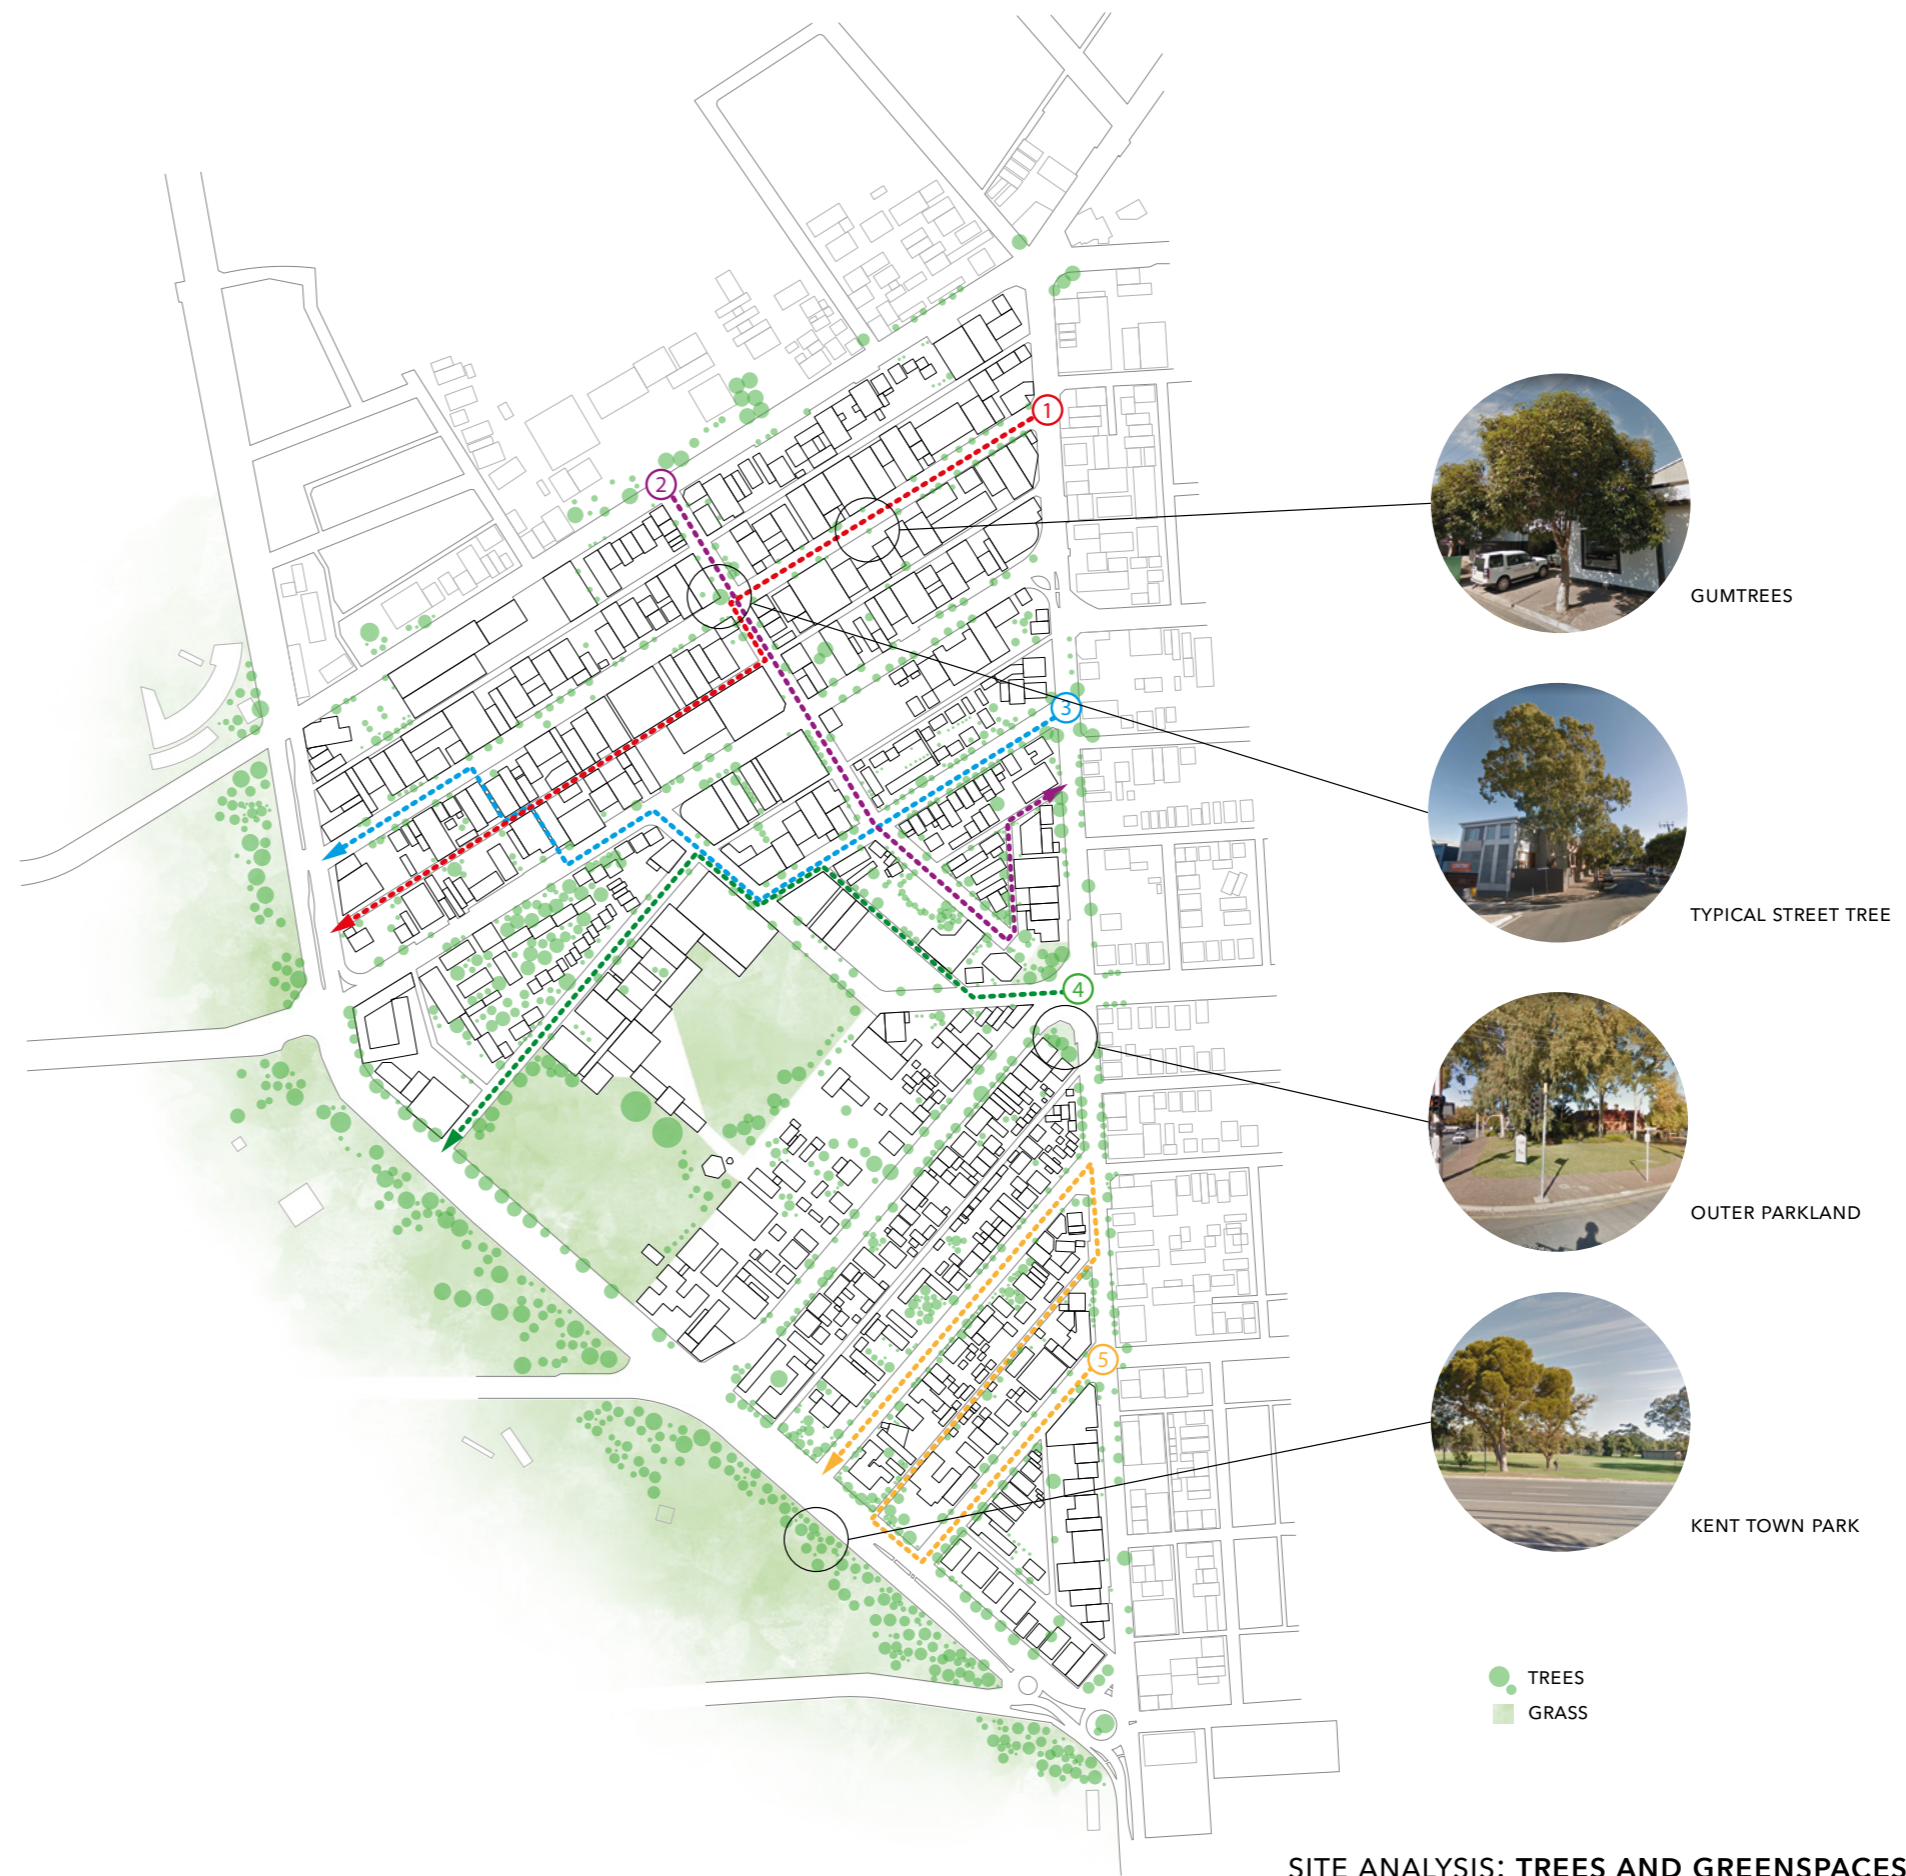 1
2
GUMTREES
3
TYPICAL STREET TREE
4
OUTER PARKLAND
5
KENT TOWN PARK
TREES
GRASS
SITE ANALYSIS: TREES AND GREENSPACES